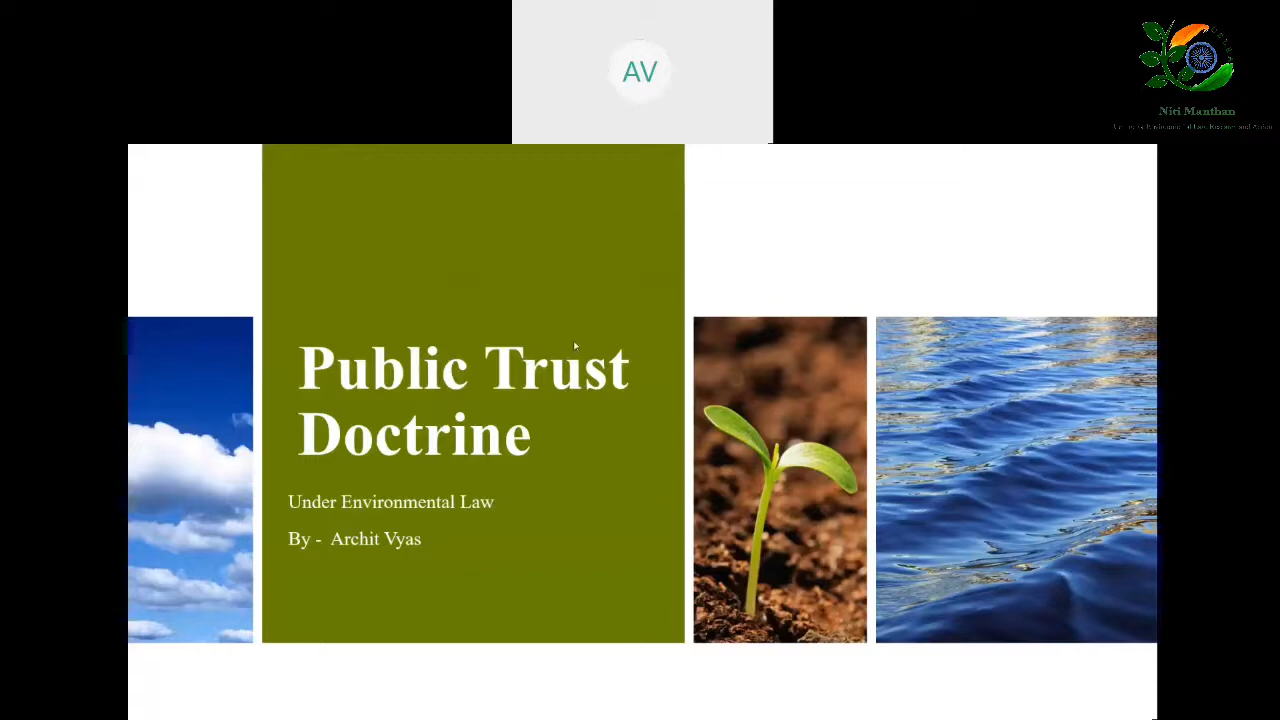 AV
Niti Manthan
Public Trust
Doctrine
Under Environmental Law
By - Archit Vyas